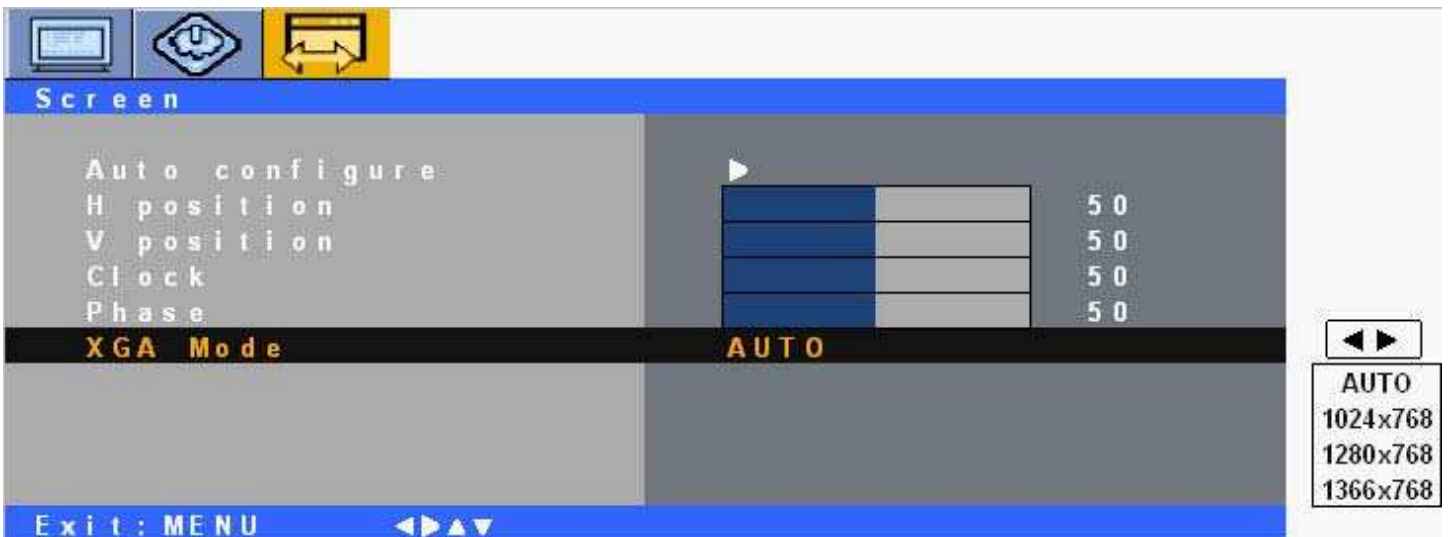 Screen
Auto configure
H position 50
V position 50
Clock 50
Phase 50
XGA Mode AUTO
AUTO
1024x768
1280x768
1366x768
Exit: MENU